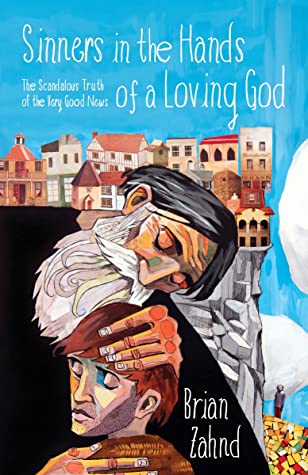 Sinners in the Hands
The Scandalous Truth
of the Very Good News
of a Loving God
Brian
Zahnd